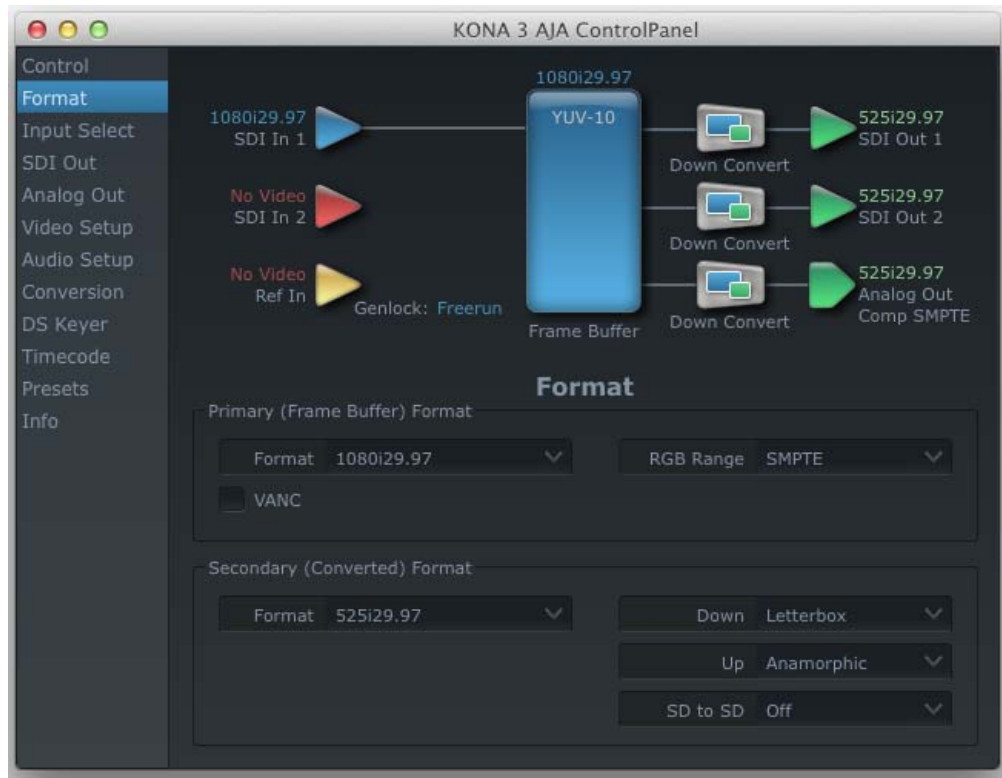 KONA 3 AJA ControlPanel
Control
Format
Input Select
SDI Out
Analog Out
Video Setup
Audio Setup
Conversion
DS Keyer
Timecode
Presets
Info
1080i29.97
SDI In 1
No Video
SDI In 2
No Video
Ref In
Genlock: Freerun
1080i29.97
YUV-10
Frame Buffer
Down Convert
525i29.97
SDI Out 1
Down Convert
525i29.97
SDI Out 2
Down Convert
525i29.97
Analog Out
Comp SMPTE
Format
Primary (Frame Buffer) Format
Format 1080i29.97
RGB Range SMPTE
VANC
Secondary (Converted) Format
Format 525i29.97
Down Letterbox
Up Anamorphic
SD to SD Off